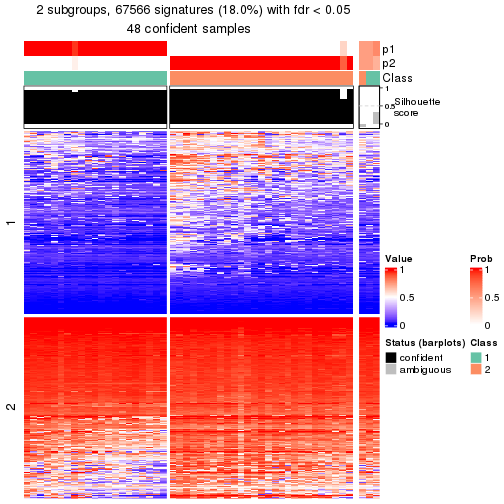 2 subgroups, 67566 signatures (18.0%) with fdr < 0.05
48 confident samples
p1
p2
Class
1
0.5
0
Silhouette
score
1
2
Value
1
0.5
0
Prob
1
0.5
0
Status (barplots)
confident
ambiguous
Class
1
2